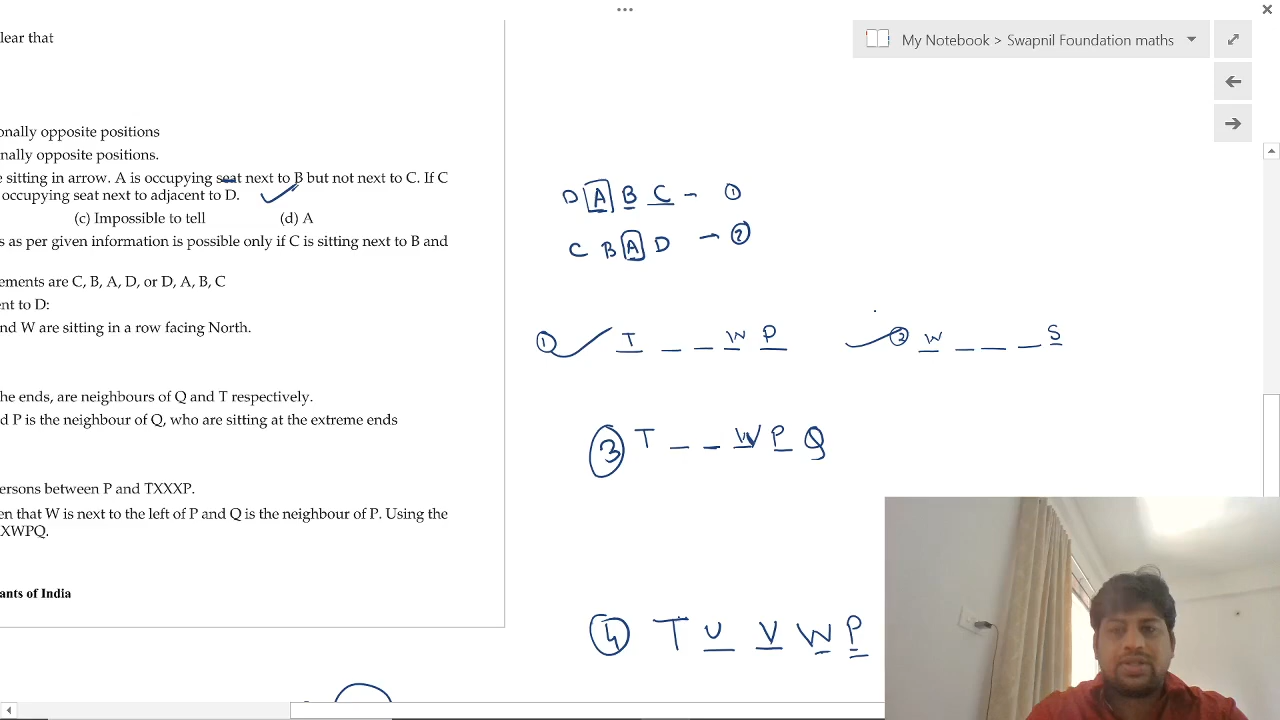 lear that
My Notebook > Swapnil Foundation maths
onally opposite positions
nally opposite positions.
e sitting in arrow. A is occupying seat next to B but not next to C. If C
occupying seat next to adjacent to D.
(c) Impossible to tell (d) A
s as per given information is possible only if C is sitting next to B and
ements are C, B, A, D, or D, A, B, C
ent to D:
nd W are sitting in a row facing North.
he ends, are neighbours of Q and T respectively.
d P is the neighbour of Q, who are sitting at the extreme ends
ersons between P and TXXXP.
en that W is next to the left of P and Q is the neighbour of P. Using the
XWPQ.
ants of India
D A B C - 1
C B A D - 2
1 T _ _ W P
2 W _ _ _ S
3 T _ _ W P Q
4 T U V W P